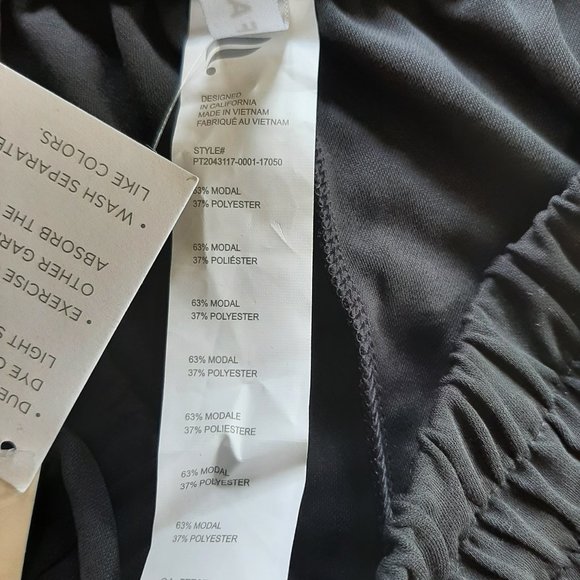 DESIGNED
IN CALIFORNIA
MADE IN VIETNAM
FABRIQUÉ AU VIETNAM
STYLE#
PT2043117-0001-17050
63% MODAL
37% POLYESTER
63% MODAL
37% POLIÉSTER
63% MODAL
37% POLYESTER
63% MODAL
37% POLYESTER
63% MODALE
37% POLIESTERE
63% MODAL
37% POLYESTER
63% MODAL
37% POLYESTER
• DUE
DYE C
LIGHT S
• EXERCISE
OTHER GAR
ABSORB THE
• WASH SEPARATE
LIKE COLORS.